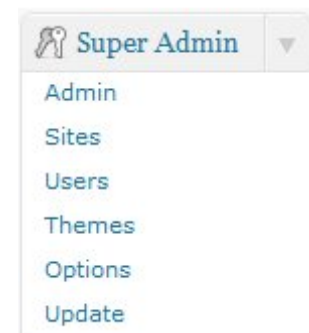 Super Admin
Admin
Sites
Users
Themes
Options
Update